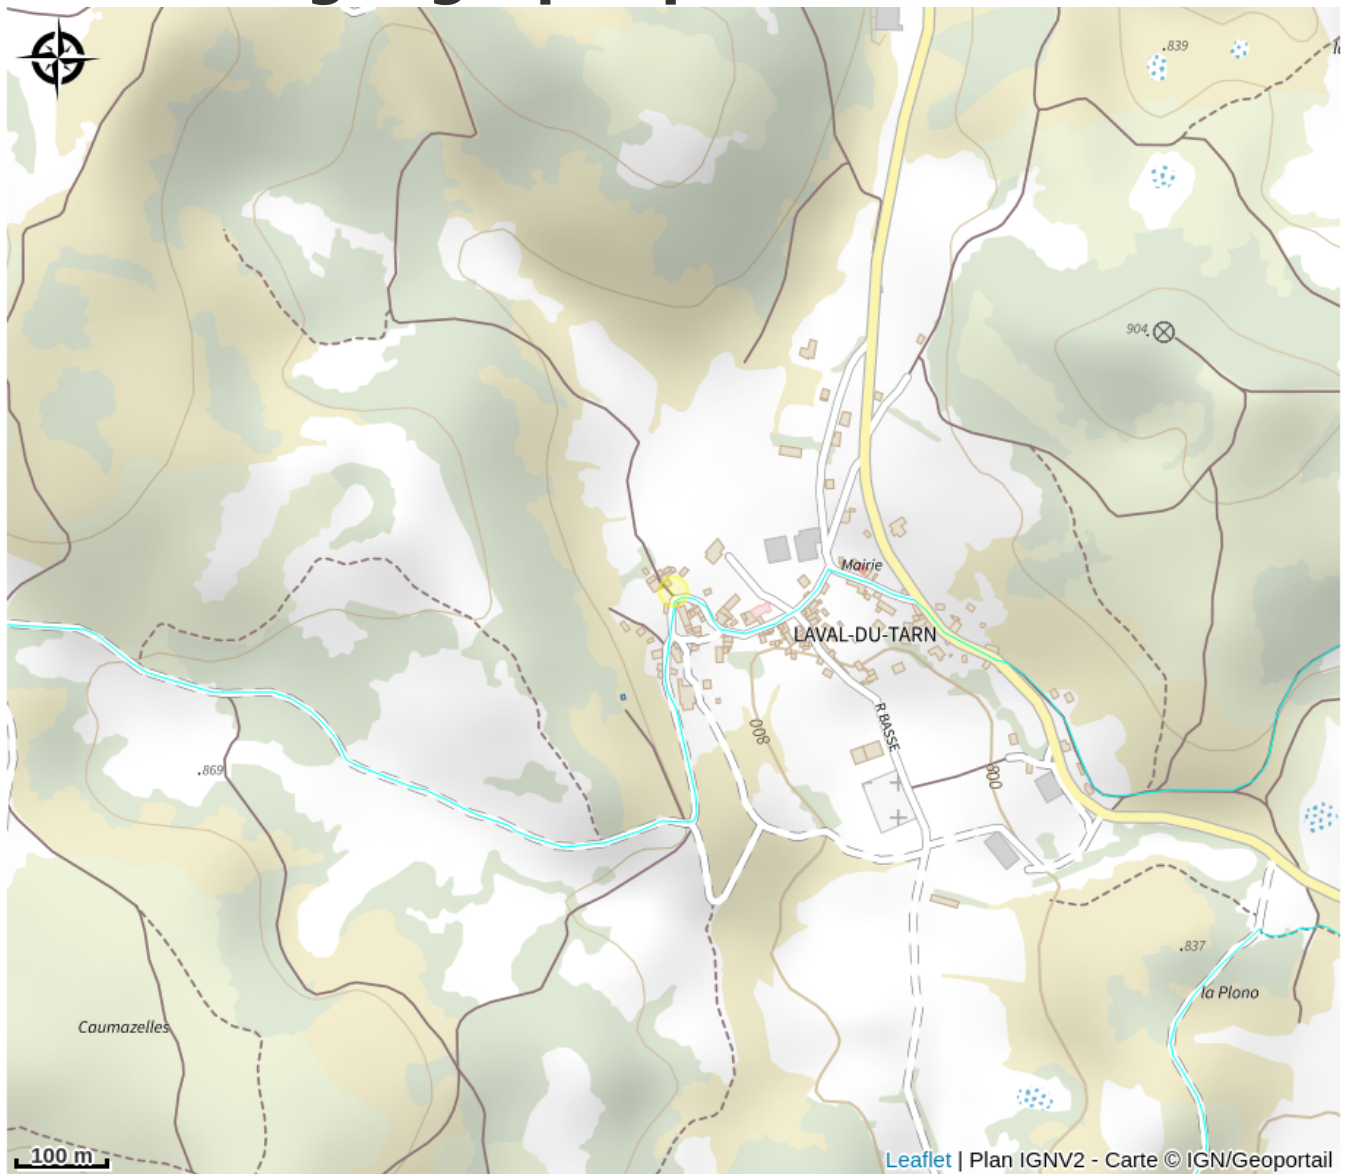 .839
904
Mairie
LAVAL-DU-TARN
R BASSE
800
800
.869
.837
la Plono
Caumazelles
100 m
Leaflet | Plan IGNV2 - Carte © IGN/Geoportail